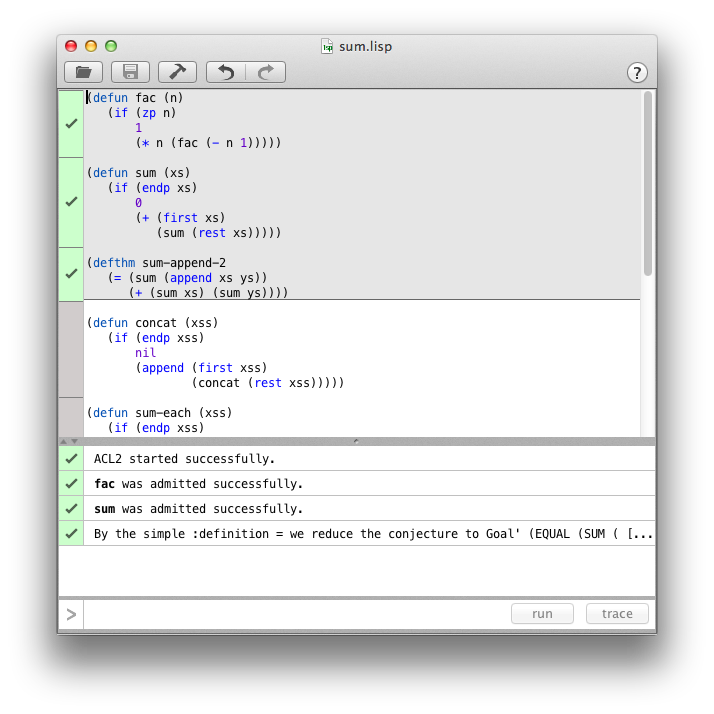 sum.lisp
?
(defun fac (n)
(if (zp n)
1
(* n (fac (- n 1)))))
(defun sum (xs)
(if (endp xs)
0
(+ (first xs)
(sum (rest xs)))))
(defthm sum-append-2
(= (sum (append xs ys))
(+ (sum xs) (sum ys))))
(defun concat (xss)
(if (endp xss)
nil
(append (first xss)
(concat (rest xss)))))
(defun sum-each (xss)
(if (endp xss)
ACL2 started successfully.
fac was admitted successfully.
sum was admitted successfully.
By the simple :definition = we reduce the conjecture to Goal' (EQUAL (SUM ( [...
> run trace